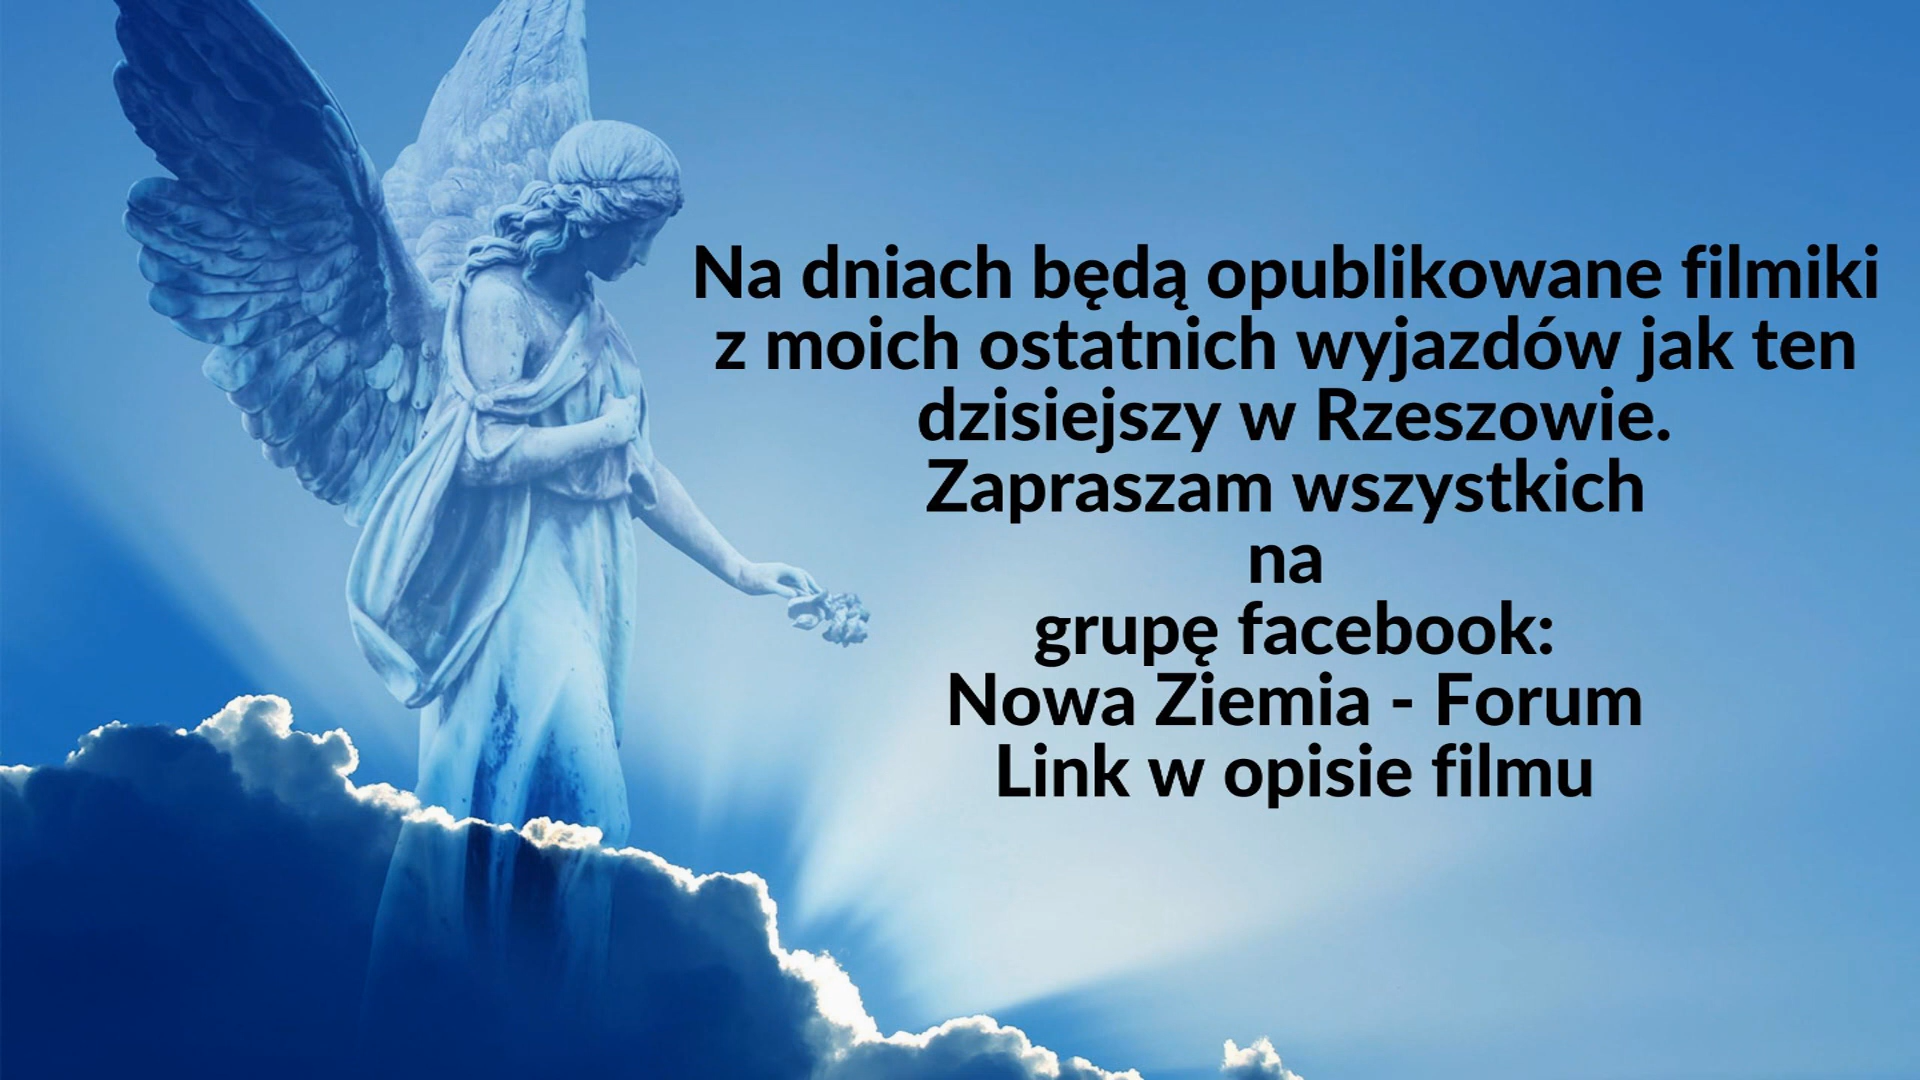 Na dniach będą opublikowane filmiki
z moich ostatnich wyjazdów jak ten
dzisiejszy w Rzeszowie.
Zapraszam wszystkich
na
grupę facebook:
Nowa Ziemia - Forum
Link w opisie filmu